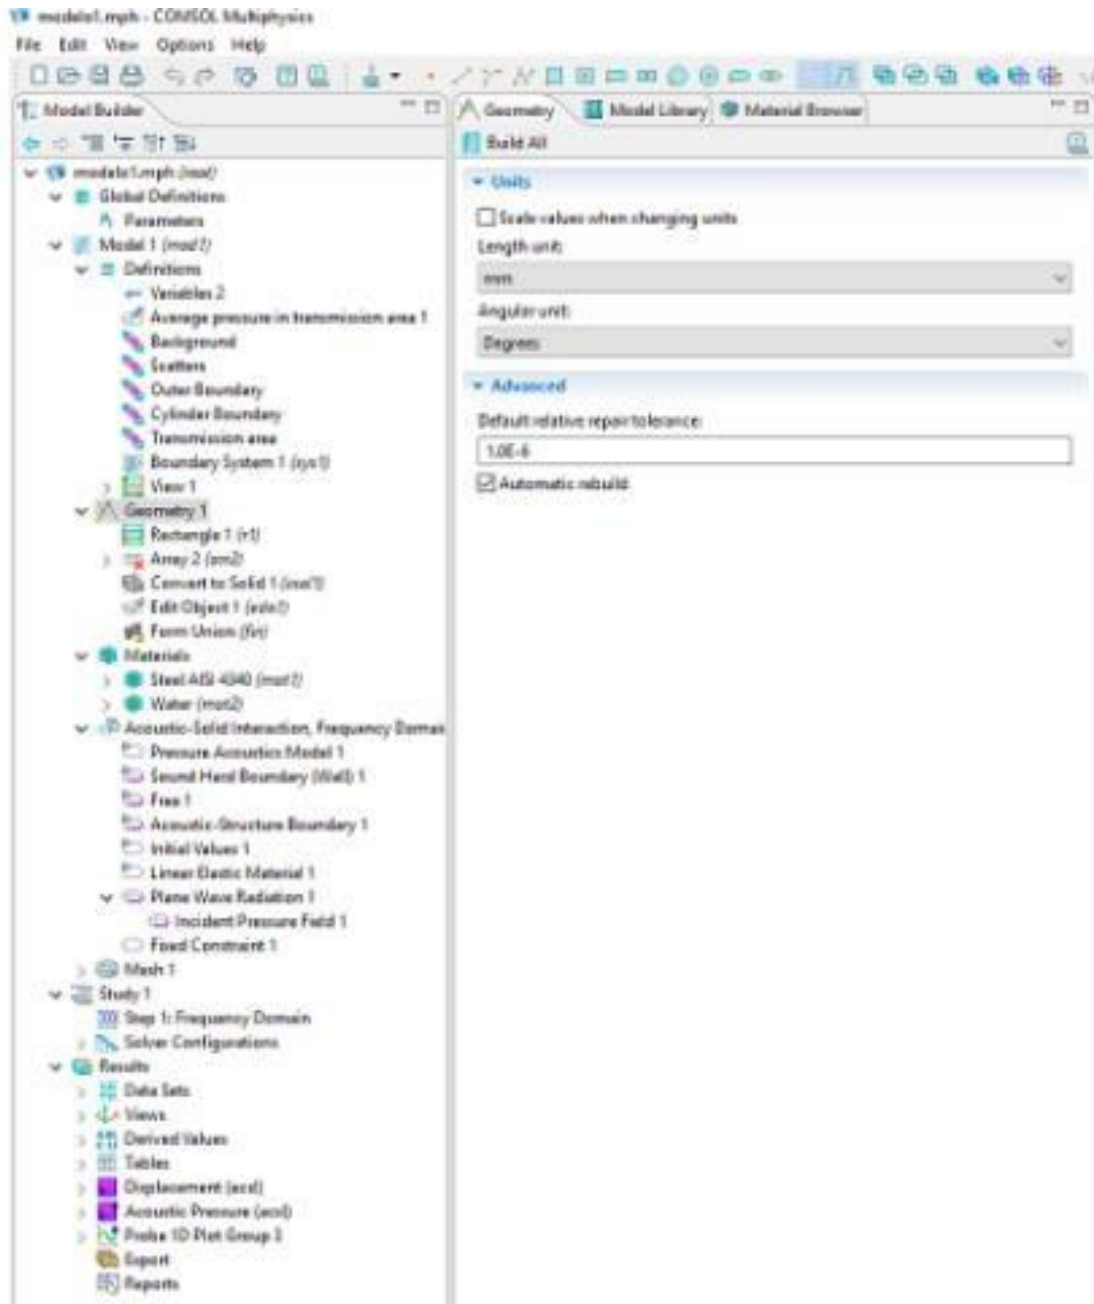 modelo1.mph - COMSOL Multiphysics
File Edit View Options Help
Model Builder
Geometry Model Library Material Browser
Build All
modelo1.mph (root)
Global Definitions
Parameters
Model 1 (mod1)
Definitions
Variables 2
Average pressure in transmission area 1
Background
Scatters
Outer Boundary
Cylinder Boundary
Transmission area
Boundary System 1 (sys1)
View 1
Geometry 1
Rectangle 1 (r1)
Array 2 (arr2)
Convert to Solid 1 (csol1)
Edit Object 1 (edo1)
Form Union (fin)
Materials
Steel AISI 4340 (mat1)
Water (mat2)
Acoustic-Solid Interaction, Frequency Domain
Pressure Acoustics Model 1
Sound Hard Boundary (Wall) 1
Free 1
Acoustic-Structure Boundary 1
Initial Values 1
Linear Elastic Material 1
Plane Wave Radiation 1
Incident Pressure Field 1
Fixed Constraint 1
Mesh 1
Study 1
Step 1: Frequency Domain
Solver Configurations
Results
Data Sets
Views
Derived Values
Tables
Displacement (acsl)
Acoustic Pressure (acsl)
Probe 1D Plot Group 3
Export
Reports
Units
Scale values when changing units
Length unit:
mm
Angular unit:
Degrees
Advanced
Default relative repair tolerance:
1.0E-6
Automatic rebuild